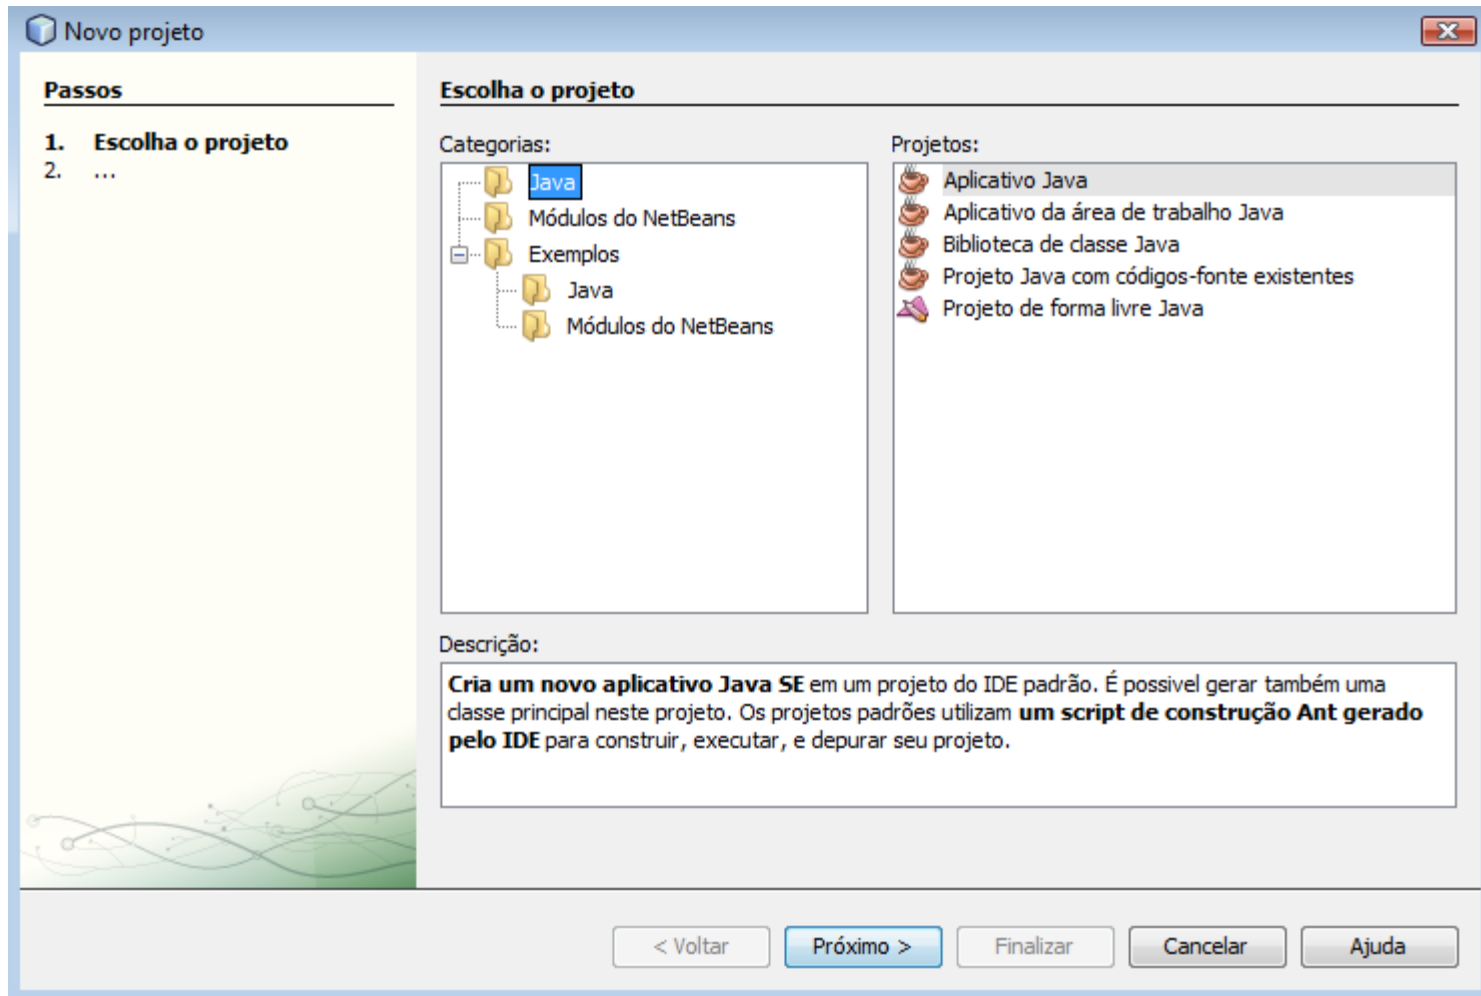 Novo projeto
Passos
1. Escolha o projeto
2. ...
Escolha o projeto
Categorias:
Java
Módulos do NetBeans
Exemplos
Java
Módulos do NetBeans
Projetos:
Aplicativo Java
Aplicativo da área de trabalho Java
Biblioteca de classe Java
Projeto Java com códigos-fonte existentes
Projeto de forma livre Java
Descrição:
Cria um novo aplicativo Java SE em um projeto do IDE padrão. É possivel gerar também uma
classe principal neste projeto. Os projetos padrões utilizam um script de construção Ant gerado
pelo IDE para construir, executar, e depurar seu projeto.
< Voltar
Próximo >
Finalizar
Cancelar
Ajuda